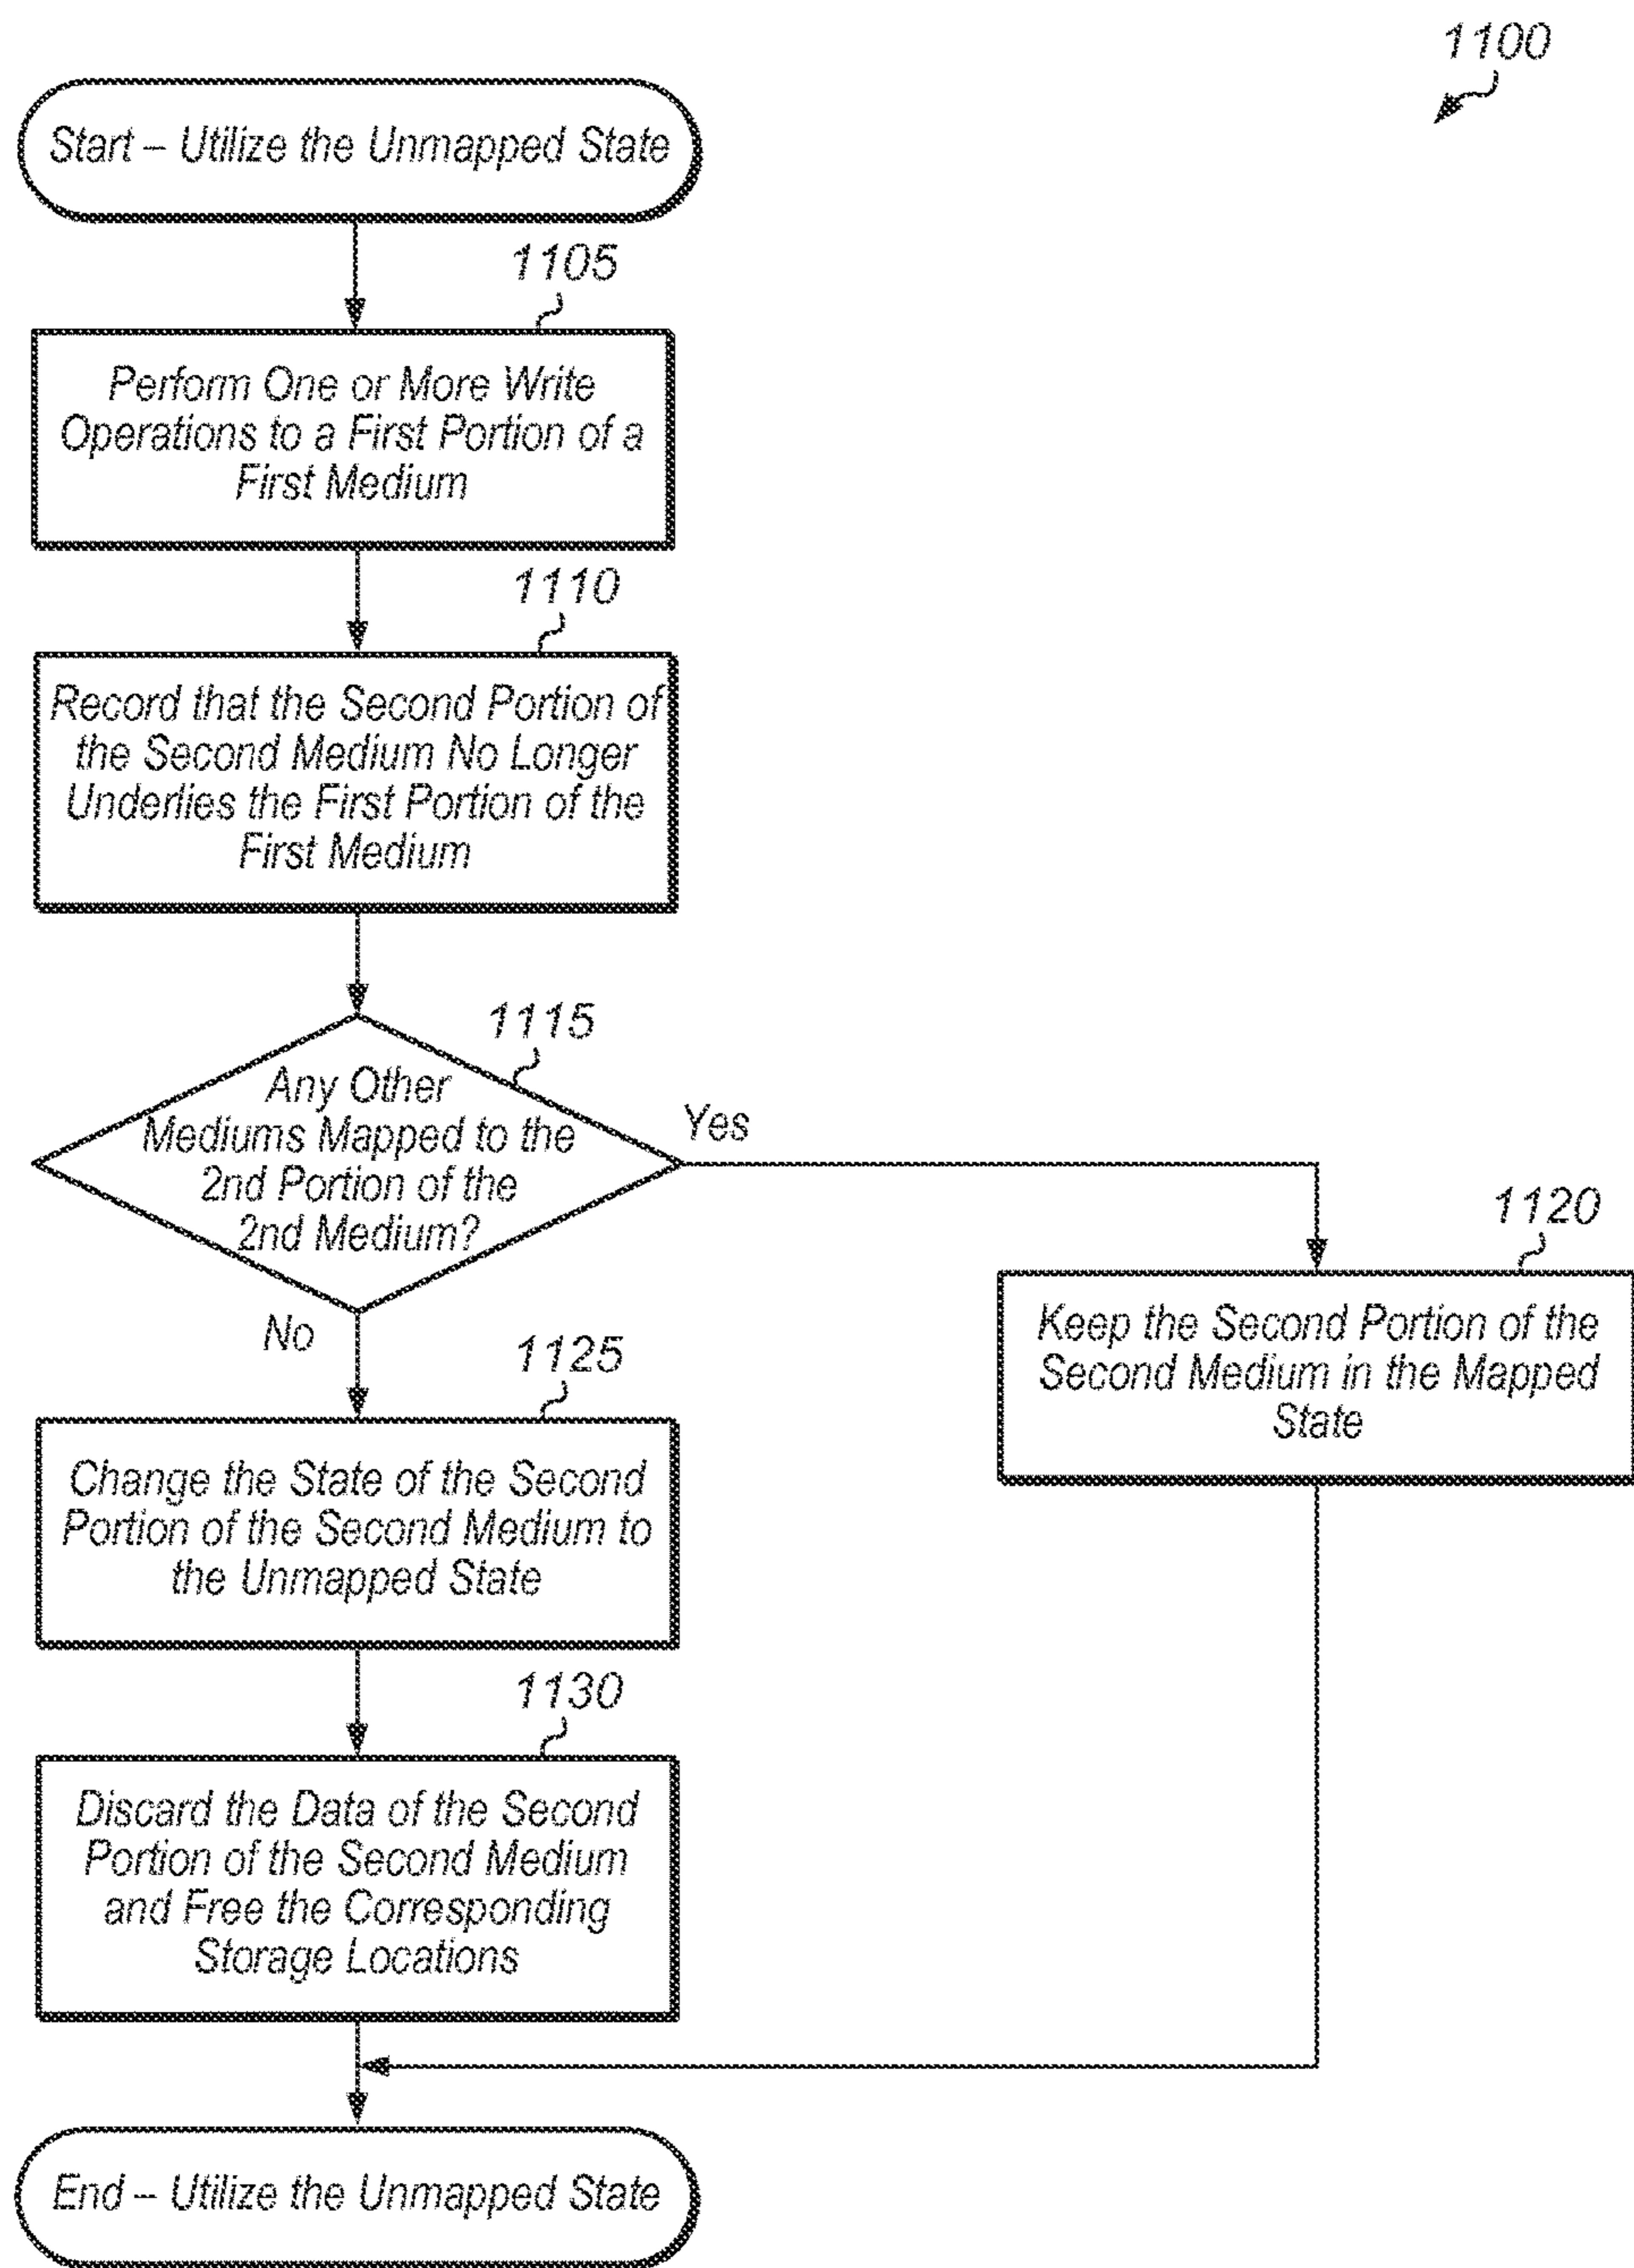 1100
Start – Utilize the Unmapped State
1105
Perform One or More Write
Operations to a First Portion of a
First Medium
1110
Record that the Second Portion of
the Second Medium No Longer
Underlies the First Portion of the
First Medium
1115
Any Other
Mediums Mapped to the
2nd Portion of the
2nd Medium?
Yes
No
1120
Keep the Second Portion of the
Second Medium in the Mapped
State
1125
Change the State of the Second
Portion of the Second Medium to
the Unmapped State
1130
Discard the Data of the Second
Portion of the Second Medium
and Free the Corresponding
Storage Locations
End – Utilize the Unmapped State